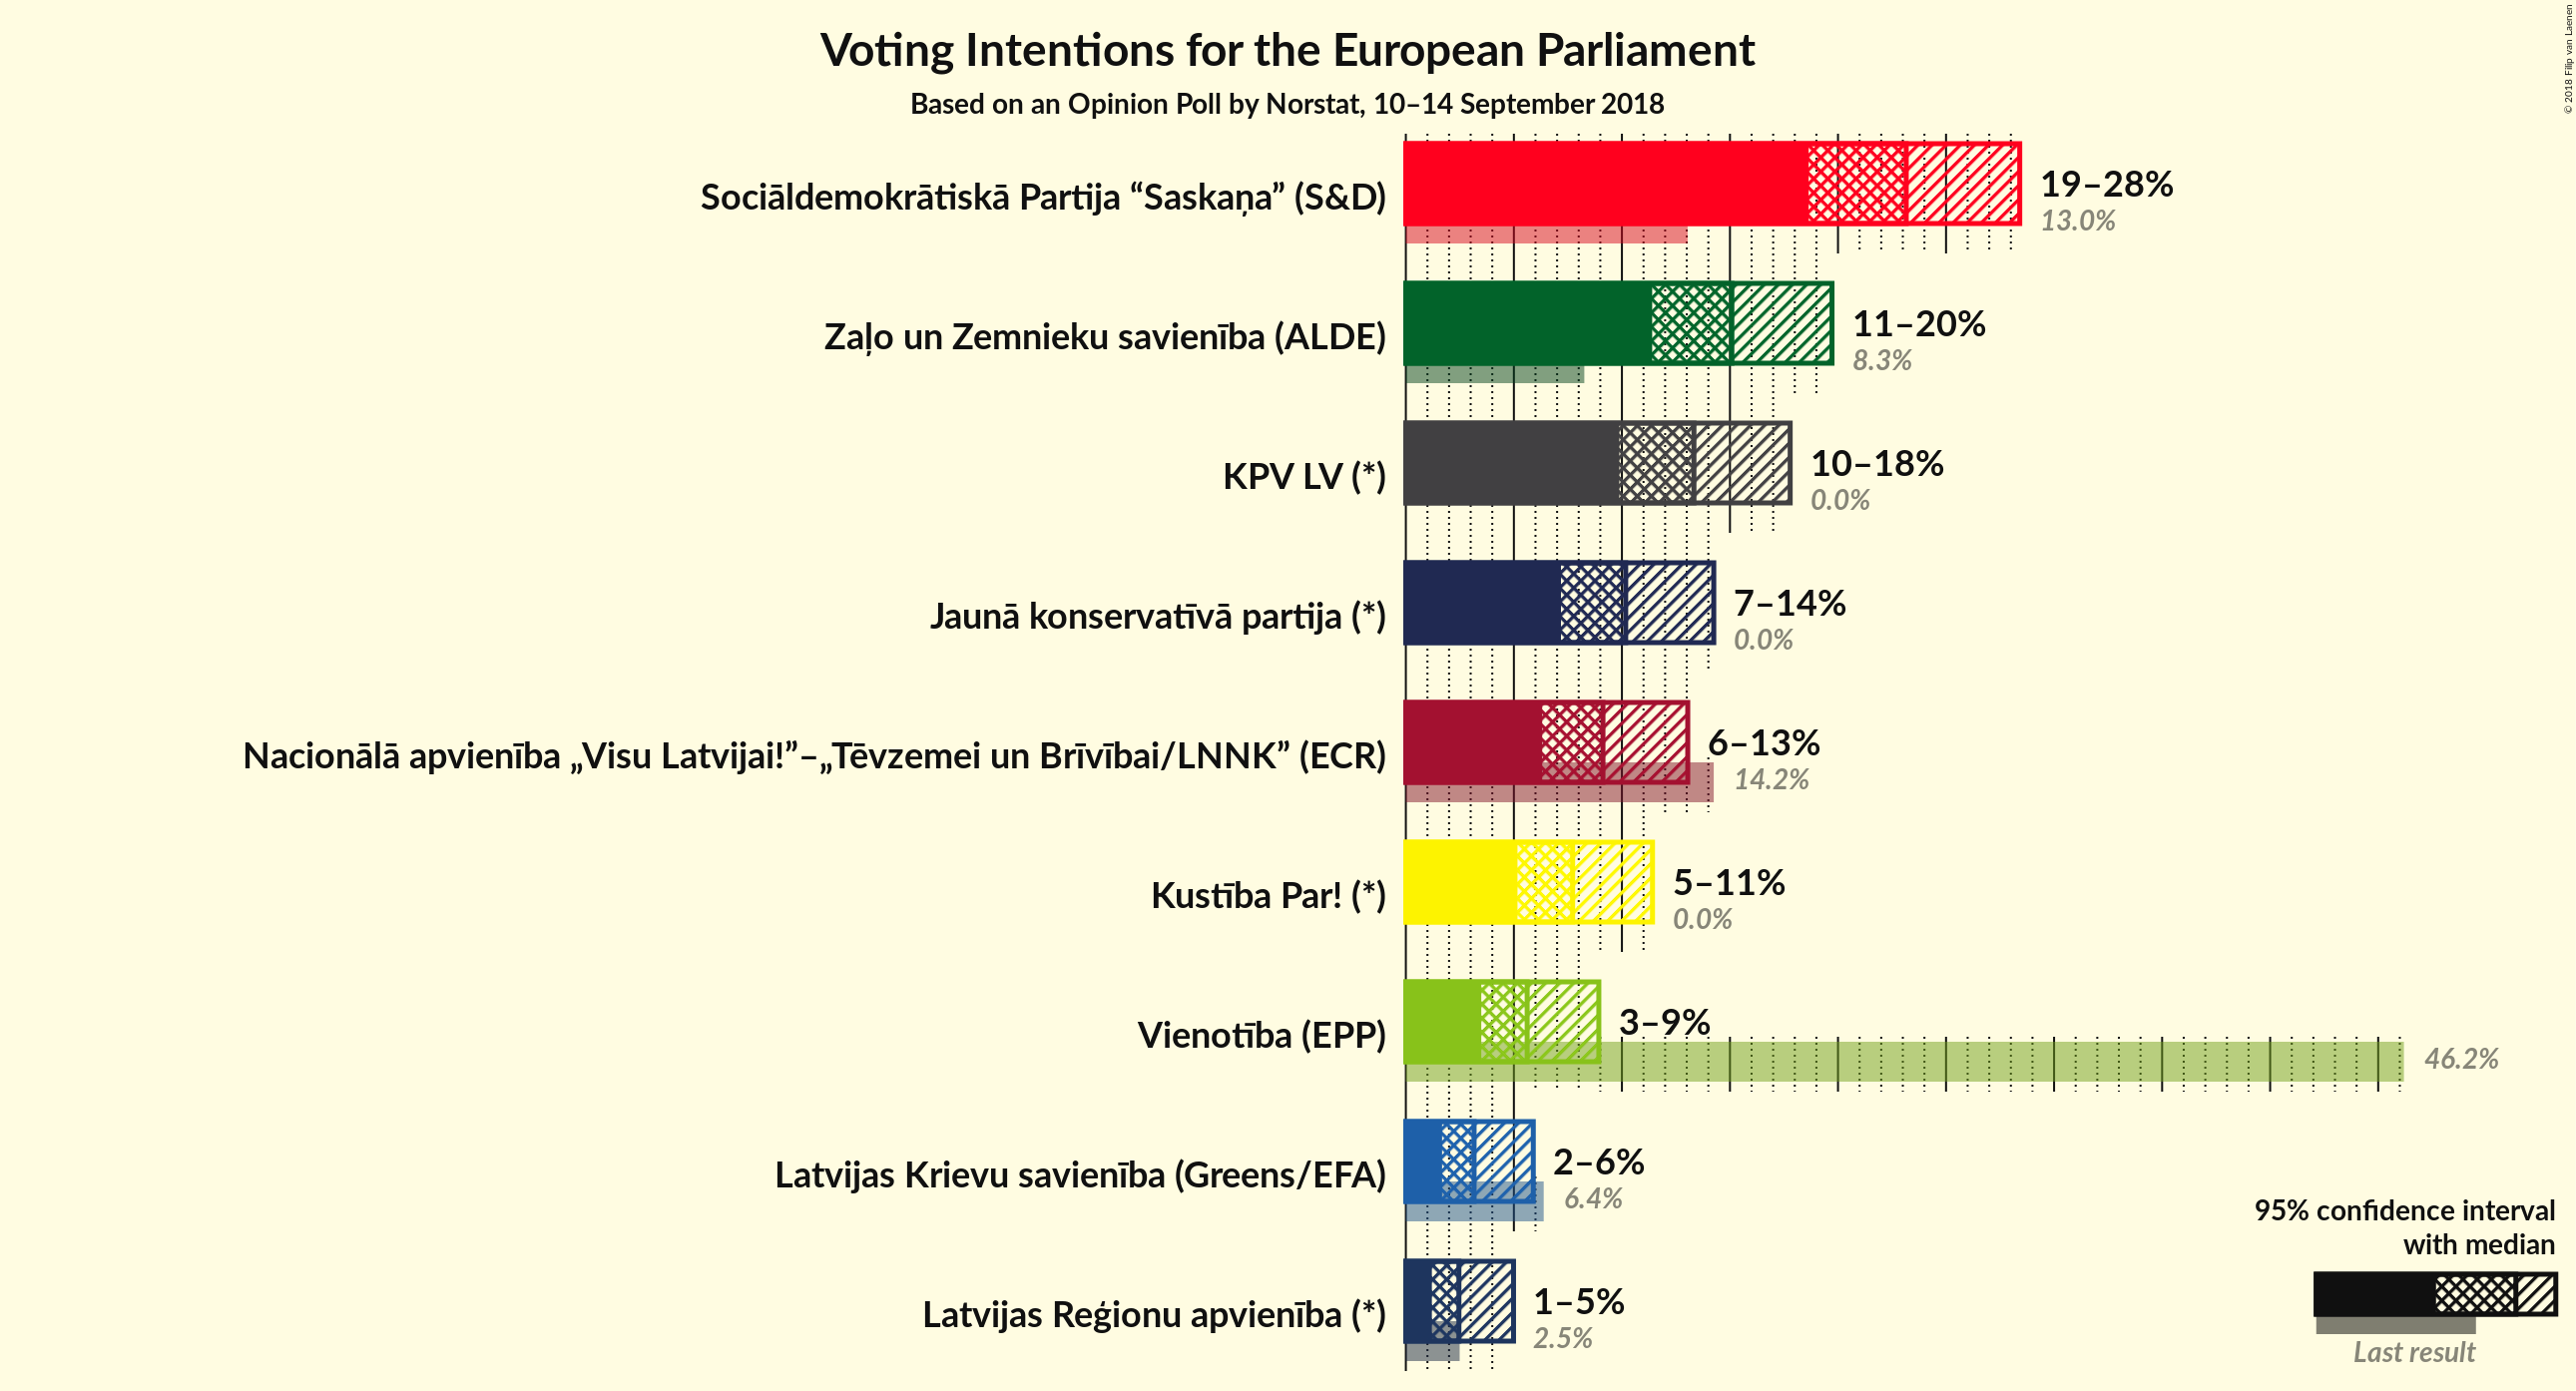 Voting Intentions for the European Parliament
Based on an Opinion Poll by Norstat, 10–14 September 2018
© 2018 Filip van Laenen
Sociāldemokrātiskā Partija “Saskaņa” (S&D)
19–28%
13.0%
Zaļo un Zemnieku savienība (ALDE)
11–20%
8.3%
KPV LV (*)
10–18%
0.0%
Jaunā konservatīvā partija (*)
7–14%
0.0%
Nacionālā apvienība „Visu Latvijai!”–„Tēvzemei un Brīvībai/LNNK” (ECR)
6–13%
14.2%
Kustība Par! (*)
5–11%
0.0%
Vienotība (EPP)
3–9%
46.2%
Latvijas Krievu savienība (Greens/EFA)
2–6%
6.4%
Latvijas Reģionu apvienība (*)
1–5%
2.5%
95% confidence interval
with median
Last result